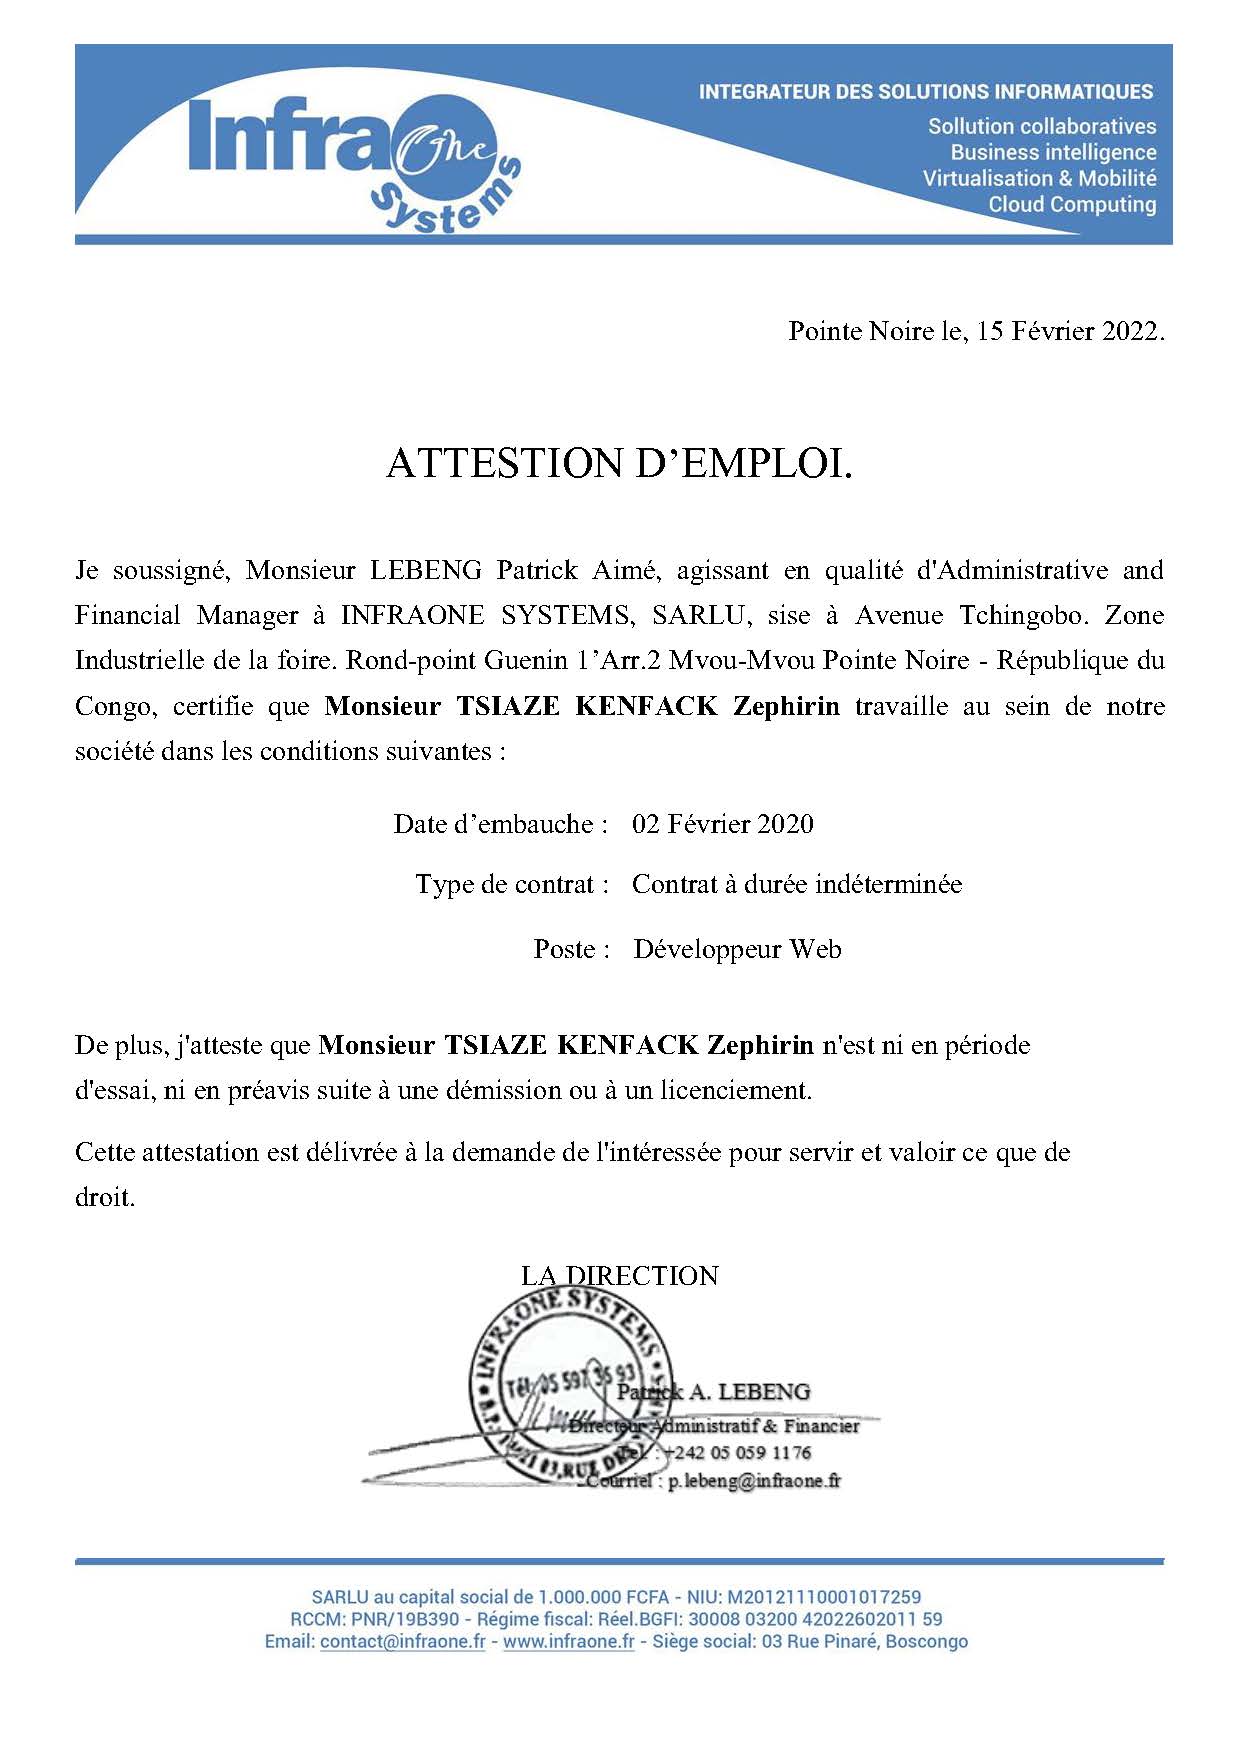 Infra One
Systems
INTEGRATEUR DES SOLUTIONS INFORMATIQUES
Sollution collaboratives
Business intelligence
Virtualisation & Mobilité
Cloud Computing
Pointe Noire le, 15 Février 2022.
ATTESTION D’EMPLOI.
Je soussigné, Monsieur LEBENG Patrick Aimé, agissant en qualité d'Administrative and
Financial Manager à INFRAONE SYSTEMS, SARLU, sise à Avenue Tchingobo. Zone
Industrielle de la foire. Rond-point Guenin 1’Arr.2 Mvou-Mvou Pointe Noire - République du
Congo, certifie que Monsieur TSIAZE KENFACK Zephirin travaille au sein de notre
société dans les conditions suivantes :
Date d’embauche : 02 Février 2020
Type de contrat : Contrat à durée indéterminée
Poste : Développeur Web
De plus, j'atteste que Monsieur TSIAZE KENFACK Zephirin n'est ni en période
d'essai, ni en préavis suite à une démission ou à un licenciement.
Cette attestation est délivrée à la demande de l'intéressée pour servir et valoir ce que de
droit.
LA DIRECTION
INFRAONE SYSTEMS
Tél: 05 597 36 93
Patrick A. LEBENG
Directeur Administratif & Financier
Tel : +242 05 059 1176
Courriel : p.lebeng@infraone.fr
SARLU au capital social de 1.000.000 FCFA - NIU: M20121110001017259
RCCM: PNR/19B390 - Régime fiscal: Réel.BGFI: 30008 03200 42022602011 59
Email: contact@infraone.fr - www.infraone.fr - Siège social: 03 Rue Pinaré, Boscongo